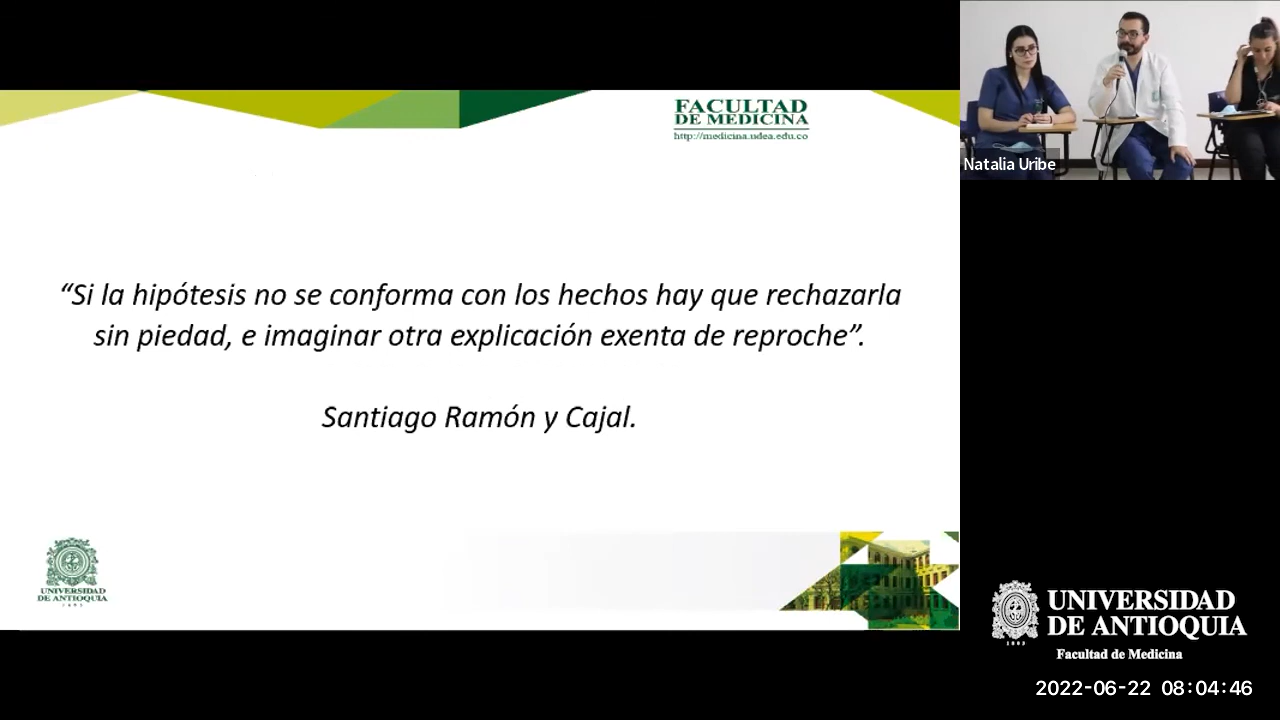 FACULTAD
DE MEDICINA
http://medicina.udea.edu.co
Natalia Uribe
“Si la hipótesis no se conforma con los hechos hay que rechazarla
sin piedad, e imaginar otra explicación exenta de reproche”.
Santiago Ramón y Cajal.
UNIVERSIDAD
DE ANTIOQUIA
1803
UNIVERSIDAD
DE ANTIOQUIA
1803
Facultad de Medicina
2022-06-22 08:04:46